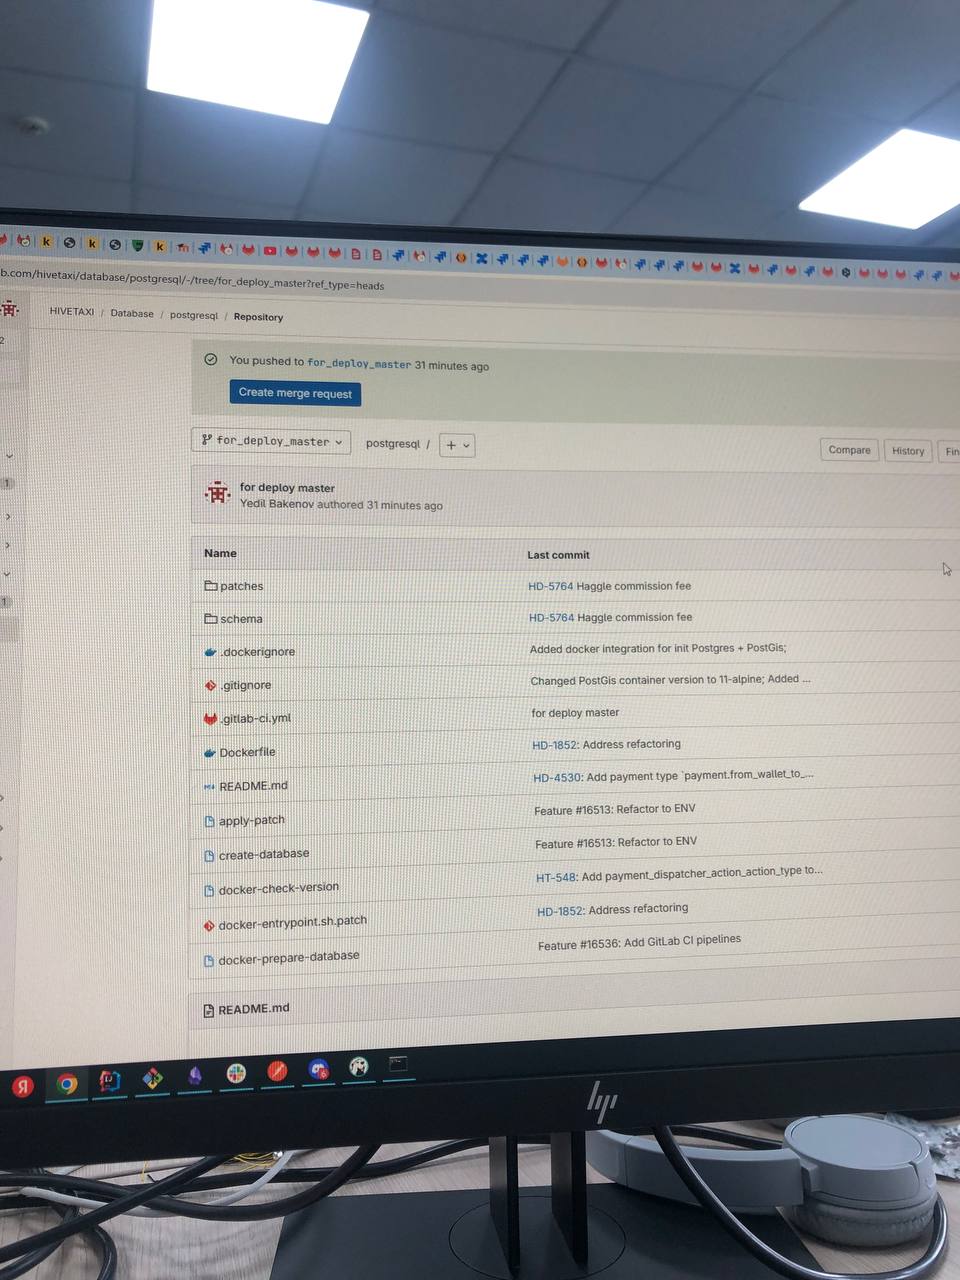 b.com/hivetaxi/database/postgresql/-/tree/for_deploy_master?ref_type=heads
HIVETAXI / Database / postgresql / Repository
You pushed to for_deploy_master 31 minutes ago
Create merge request
for_deploy_master postgresql / +
Compare History Fin
for deploy master
Yedil Bakenov authored 31 minutes ago
Name Last commit
patches HD-5764 Haggle commission fee
schema HD-5764 Haggle commission fee
.dockerignore Added docker integration for init Postgres + PostGis;
.gitignore Changed PostGis container version to 11-alpine; Added ...
.gitlab-ci.yml for deploy master
Dockerfile HD-1852: Address refactoring
README.md HD-4530: Add payment type `payment.from_wallet_to_...
apply-patch Feature #16513: Refactor to ENV
create-database Feature #16513: Refactor to ENV
docker-check-version HT-548: Add payment_dispatcher_action_action_type to...
docker-entrypoint.sh.patch HD-1852: Address refactoring
docker-prepare-database Feature #16536: Add GitLab CI pipelines
README.md
hp